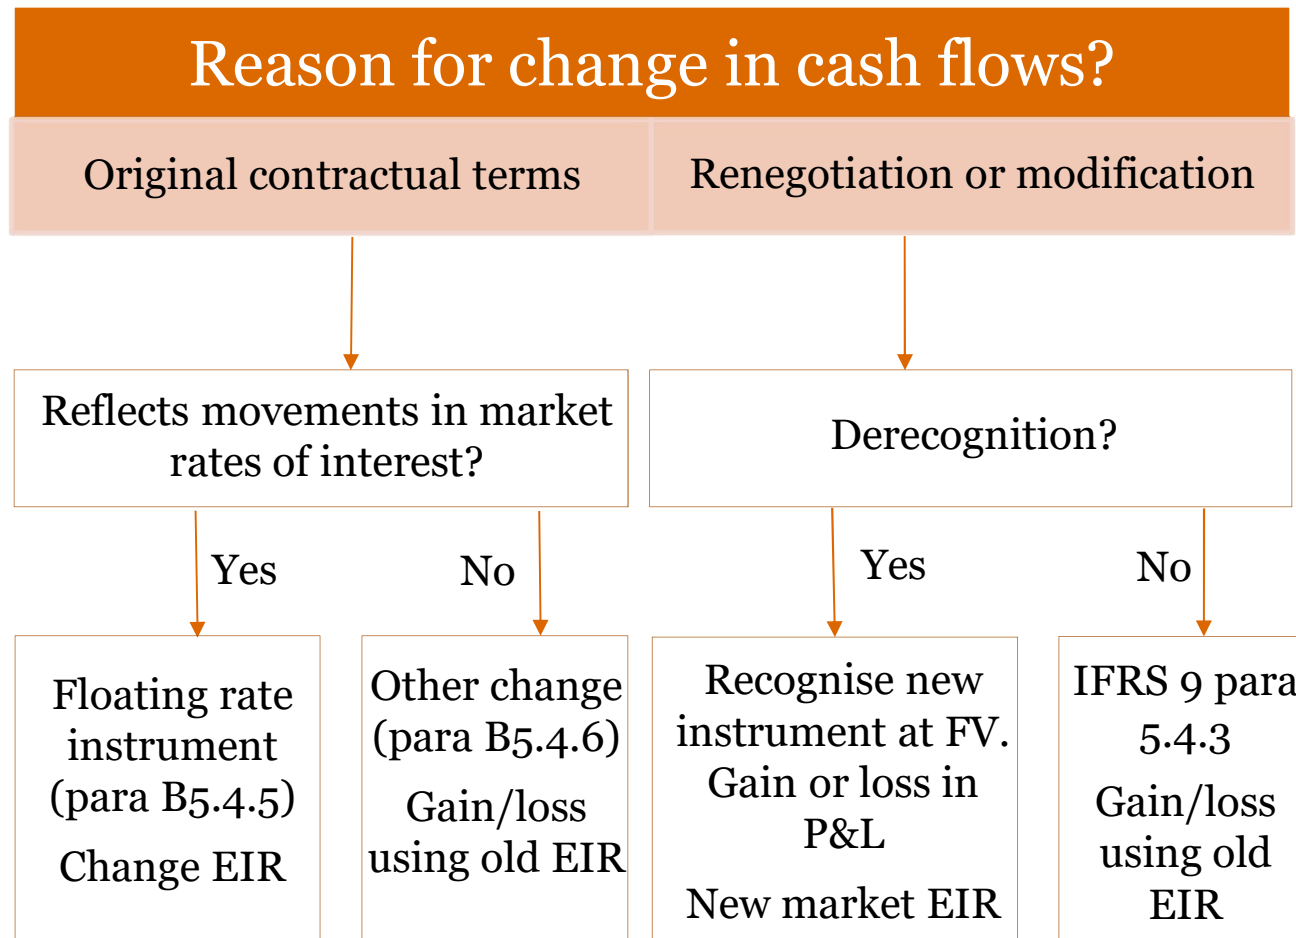 Reason for change in cash flows?
Original contractual terms
Renegotiation or modification
Reflects movements in market
rates of interest?
Derecognition?
Yes
No
Yes
No
Floating rate
instrument
(para B5.4.5)
Change EIR
Other change
(para B5.4.6)
Gain/loss
using old EIR
Recognise new
instrument at FV.
Gain or loss in
P&L
New market EIR
IFRS 9 para
5.4.3
Gain/loss
using old
EIR